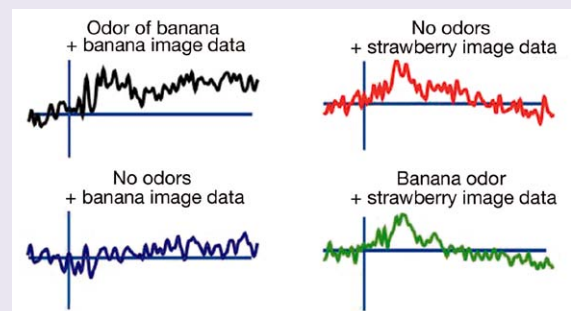 Odor of banana
+ banana image data
No odors
+ strawberry image data
No odors
+ banana image data
Banana odor
+ strawberry image data